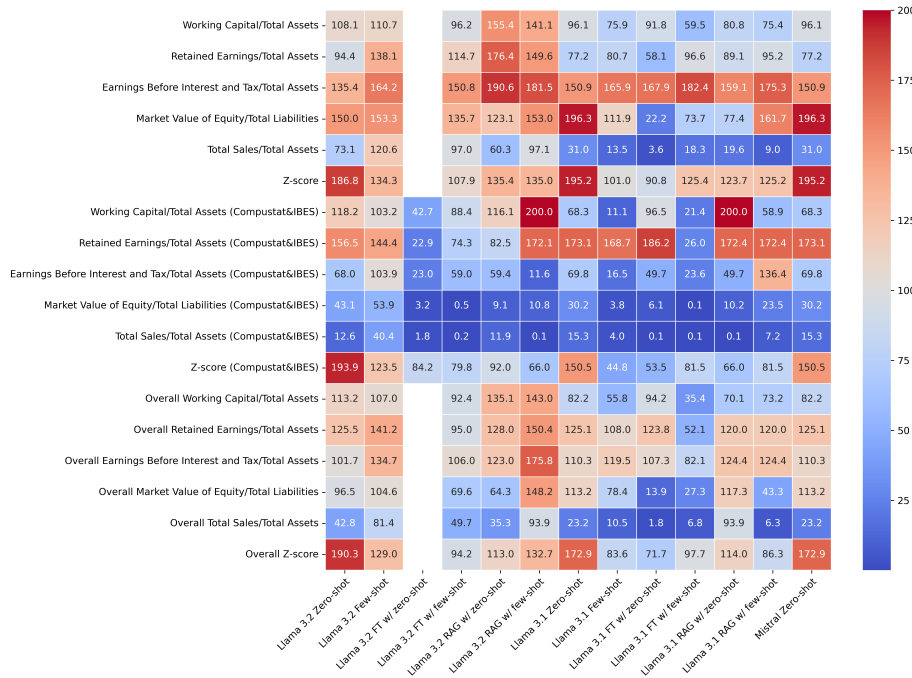 Working Capital/Total Assets 108.1 110.7 96.2 155.4 141.1 96.1 75.9 91.8 59.5 80.8 75.4 96.1
Retained Earnings/Total Assets 94.4 138.1 114.7 176.4 149.6 77.2 80.7 58.1 96.6 89.1 95.2 77.2
Earnings Before Interest and Tax/Total Assets 135.4 164.2 150.8 190.6 181.5 150.9 165.9 167.9 182.4 159.1 175.3 150.9
Market Value of Equity/Total Liabilities 150.0 153.3 135.7 123.1 153.0 196.3 111.9 22.2 73.7 77.4 161.7 196.3
Total Sales/Total Assets 73.1 120.6 97.0 60.3 97.1 31.0 13.5 3.6 18.3 19.6 9.0 31.0
Z-score 186.8 134.3 107.9 135.4 135.0 195.2 101.0 90.8 125.4 123.7 125.2 195.2
Working Capital/Total Assets (Compustat&IBES) 118.2 103.2 42.7 88.4 116.1 200.0 68.3 11.1 96.5 21.4 200.0 58.9 68.3
Retained Earnings/Total Assets (Compustat&IBES) 156.5 144.4 22.9 74.3 82.5 172.1 173.1 168.7 186.2 26.0 172.4 172.4 173.1
Earnings Before Interest and Tax/Total Assets (Compustat&IBES) 68.0 103.9 23.0 59.0 59.4 11.6 69.8 16.5 49.7 23.6 49.7 136.4 69.8
Market Value of Equity/Total Liabilities (Compustat&IBES) 43.1 53.9 3.2 0.5 9.1 10.8 30.2 3.8 6.1 0.1 10.2 23.5 30.2
Total Sales/Total Assets (Compustat&IBES) 12.6 40.4 1.8 0.2 11.9 0.1 15.3 4.0 0.1 0.1 0.1 7.2 15.3
Z-score (Compustat&IBES) 193.9 123.5 84.2 79.8 92.0 66.0 150.5 44.8 53.5 81.5 66.0 81.5 150.5
Overall Working Capital/Total Assets 113.2 107.0 92.4 135.1 143.0 82.2 55.8 94.2 35.4 70.1 73.2 82.2
Overall Retained Earnings/Total Assets 125.5 141.2 95.0 128.0 150.4 125.1 108.0 123.8 52.1 120.0 120.0 125.1
Overall Earnings Before Interest and Tax/Total Assets 101.7 134.7 106.0 123.0 175.8 110.3 119.5 107.3 82.1 124.4 124.4 110.3
Overall Market Value of Equity/Total Liabilities 96.5 104.6 69.6 64.3 148.2 113.2 78.4 13.9 27.3 117.3 43.3 113.2
Overall Total Sales/Total Assets 42.8 81.4 49.7 35.3 93.9 23.2 10.5 1.8 6.8 93.9 6.3 23.2
Overall Z-score 190.3 129.0 94.2 113.0 132.7 172.9 83.6 71.7 97.7 114.0 86.3 172.9
Llama 3.2 Zero-shot
Llama 3.2 Few-shot
Llama 3.2 FT w/ zero-shot
Llama 3.2 FT w/ few-shot
Llama 3.2 RAG w/ zero-shot
Llama 3.2 RAG w/ few-shot
Llama 3.1 Zero-shot
Llama 3.1 Few-shot
Llama 3.1 FT w/ zero-shot
Llama 3.1 FT w/ few-shot
Llama 3.1 RAG w/ zero-shot
Llama 3.1 RAG w/ few-shot
Mistral Zero-shot
200
175
150
125
100
75
50
25